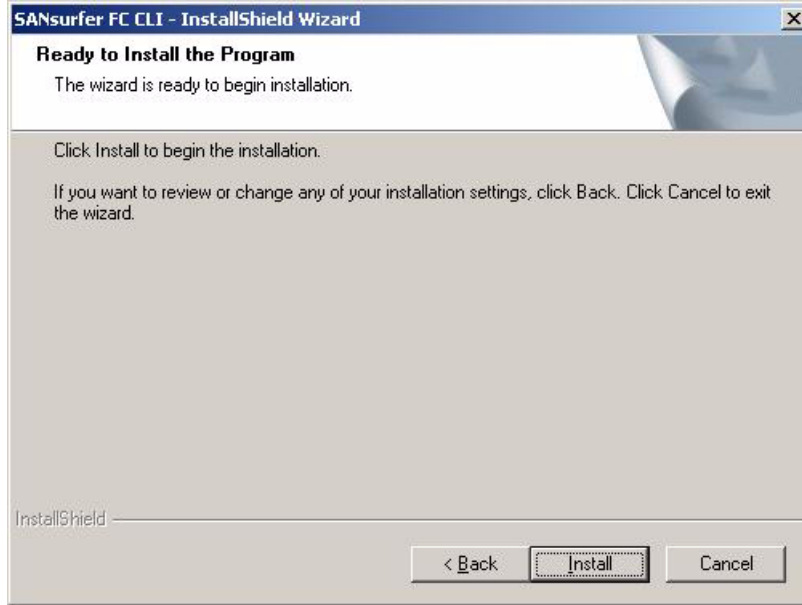 SANsurfer FC CLI - InstallShield Wizard
Ready to Install the Program
The wizard is ready to begin installation.
Click Install to begin the installation.
If you want to review or change any of your installation settings, click Back. Click Cancel to exit
the wizard.
InstallShield
< Back Install Cancel